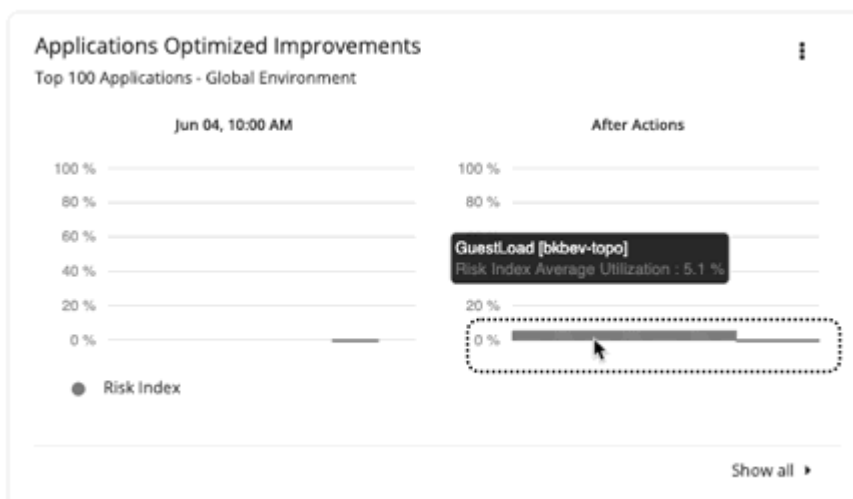 Applications Optimized Improvements
Top 100 Applications - Global Environment
Jun 04, 10:00 AM
100 %
80 %
60 %
40 %
20 %
0 %
Risk Index
After Actions
100 %
80 %
GuestLoad [bkbev-topo]
Risk Index Average Utilization : 5.1 %
20 %
0 %
Show all